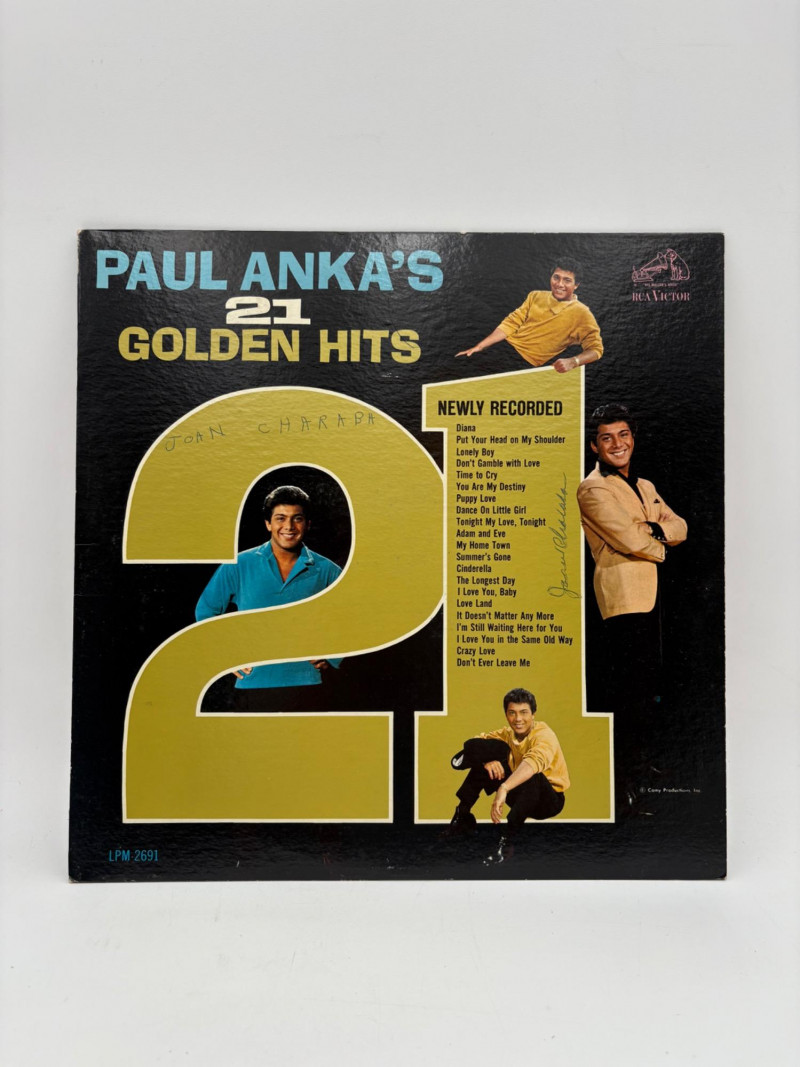 PAUL ANKA'S
21
GOLDEN HITS
RCA VICTOR
21
JOAN CHARABA
NEWLY RECORDED
Diana
Put Your Head on My Shoulder
Lonely Boy
Don't Gamble with Love
Time to Cry
You Are My Destiny
Puppy Love
Dance On Little Girl
Tonight My Love, Tonight
Adam and Eve
My Home Town
Summer's Gone
Cinderella
The Longest Day
I Love You, Baby
Love Land
It Doesn't Matter Any More
I'm Still Waiting Here for You
I Love You in the Same Old Way
Crazy Love
Don't Ever Leave Me
© Camy Productions, Inc.
LPM-2691